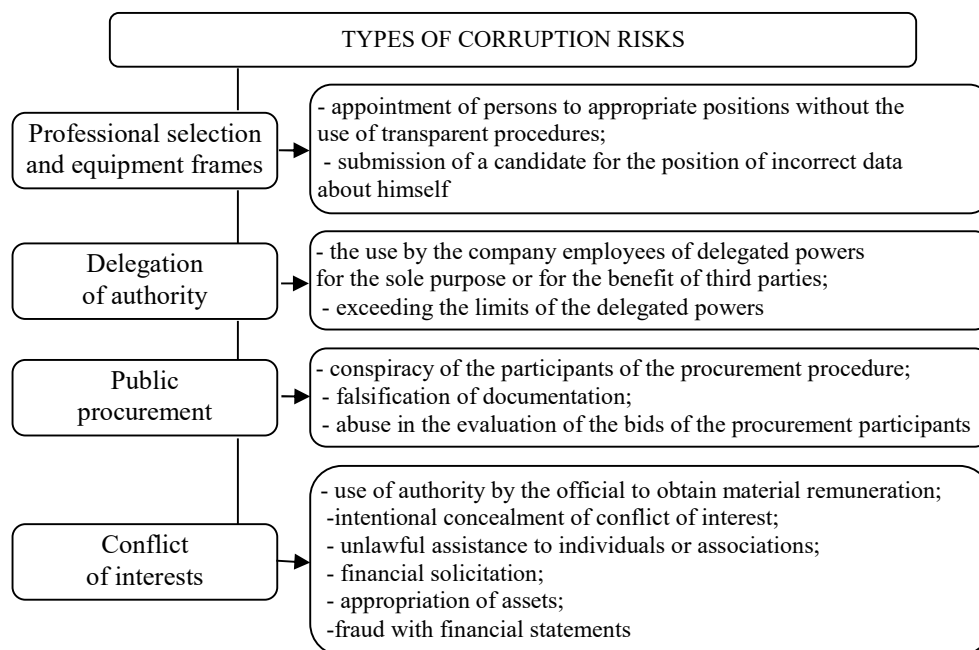 TYPES OF CORRUPTION RISKS
Professional selection
and equipment frames
- appointment of persons to appropriate positions without the
use of transparent procedures;
- submission of a candidate for the position of incorrect data
about himself
Delegation
of authority
- the use by the company employees of delegated powers
for the sole purpose or for the benefit of third parties;
- exceeding the limits of the delegated powers
Public
procurement
- conspiracy of the participants of the procurement procedure;
- falsification of documentation;
- abuse in the evaluation of the bids of the procurement participants
Conflict
of interests
- use of authority by the official to obtain material remuneration;
-intentional concealment of conflict of interest;
- unlawful assistance to individuals or associations;
- financial solicitation;
- appropriation of assets;
-fraud with financial statements